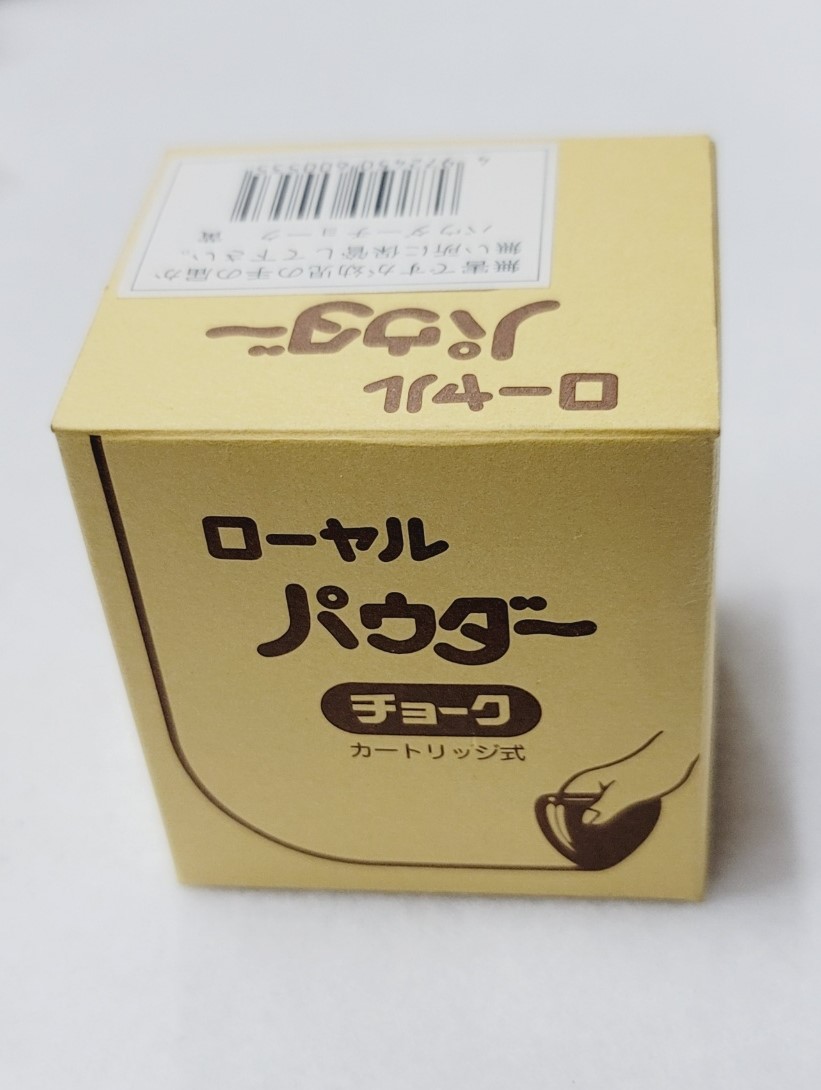 無害ですが幼児の手の届か
無い所に保管して下さい。
パウダーチョーク
ローヤル
パウダー
ローヤル
パウダー
チョーク
カートリッジ式